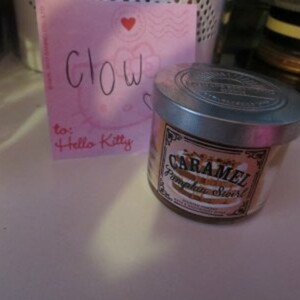 Clow
to:
Hello Kitty
CARAMEL
Pumpkin Swirl